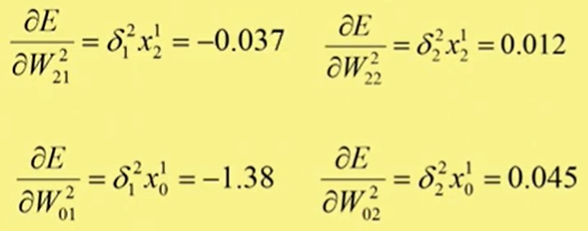 ∂E/∂W²₂₁ = δ²₁x¹₂ = −0.037    ∂E/∂W²₂₂ = δ²₂x¹₂ = 0.012
∂E/∂W²₀₁ = δ²₁x¹₀ = −1.38    ∂E/∂W²₀₂ = δ²₂x¹₀ = 0.045